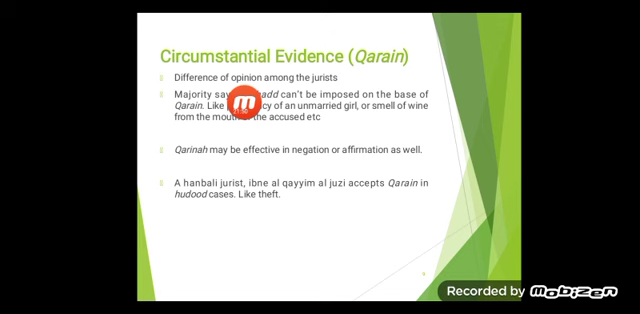 Circumstantial Evidence (Qarain)
Difference of opinion among the jurists
Majority say can't be imposed on the base of
Qarain. Like of an unmarried girl, or smell of wine
from the mouth the accused etc
Qarinah may be effective in negation or affirmation as well.
A hanbali jurist, ibne al qayyim al juzi accepts Qarain in
hudood cases. Like theft.
Recorded by MOBIZEN